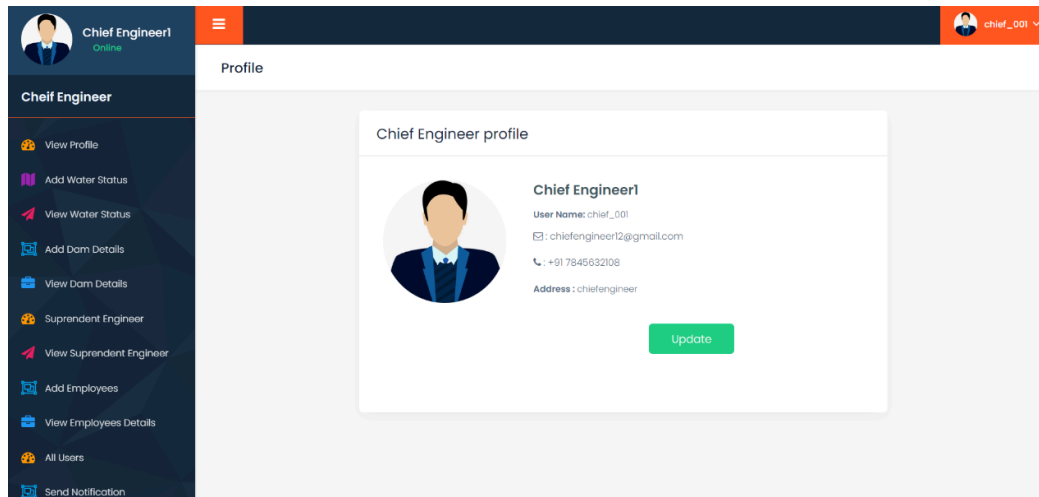 Chief Engineer1
Online
chief_001
Profile
Cheif Engineer
View Profile
Add Water Status
View Water Status
Add Dam Details
View Dam Details
Suprendent Engineer
View Suprendent Engineer
Add Employees
View Employees Details
All Users
Send Notification
Chief Engineer profile
Chief Engineer1
User Name: chief_001
: chiefengineer12@gmail.com
: +91 7845632108
Address : chiefengineer
Update